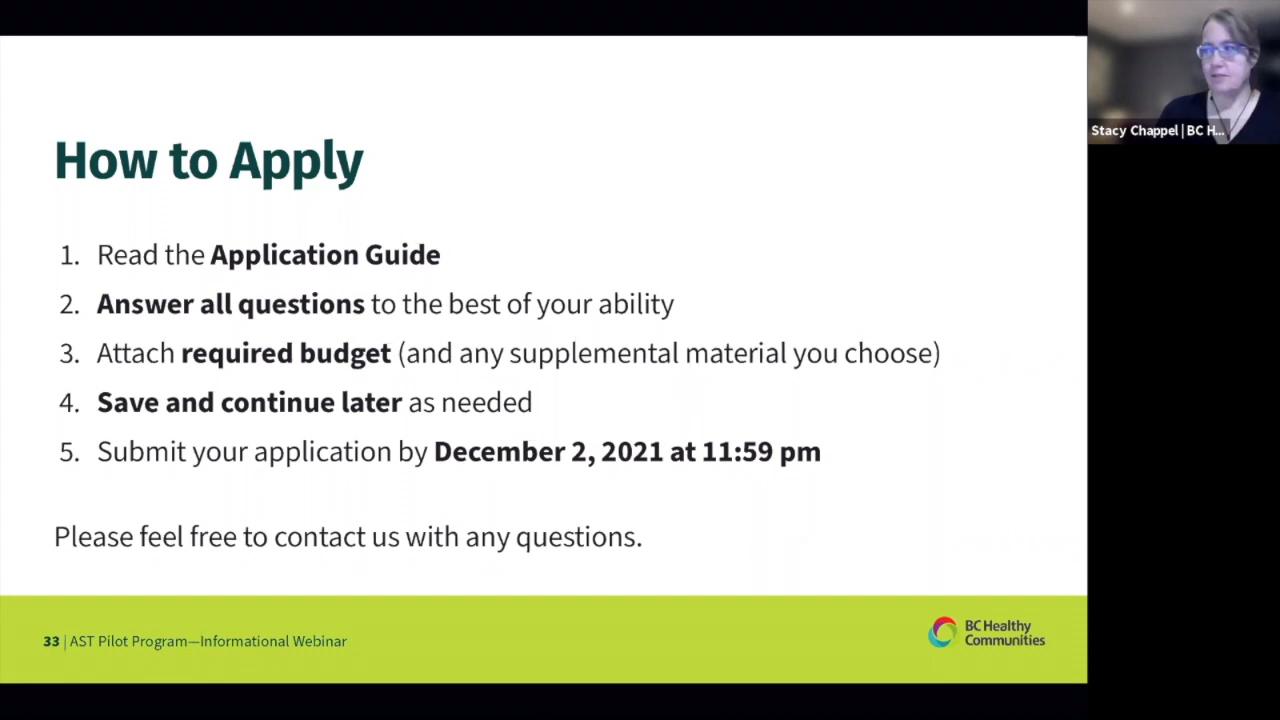 How to Apply
1. Read the Application Guide
2. Answer all questions to the best of your ability
3. Attach required budget (and any supplemental material you choose)
4. Save and continue later as needed
5. Submit your application by December 2, 2021 at 11:59 pm
Please feel free to contact us with any questions.
33 | AST Pilot Program—Informational Webinar
BC Healthy
Communities
Stacy Chappel | BC H...